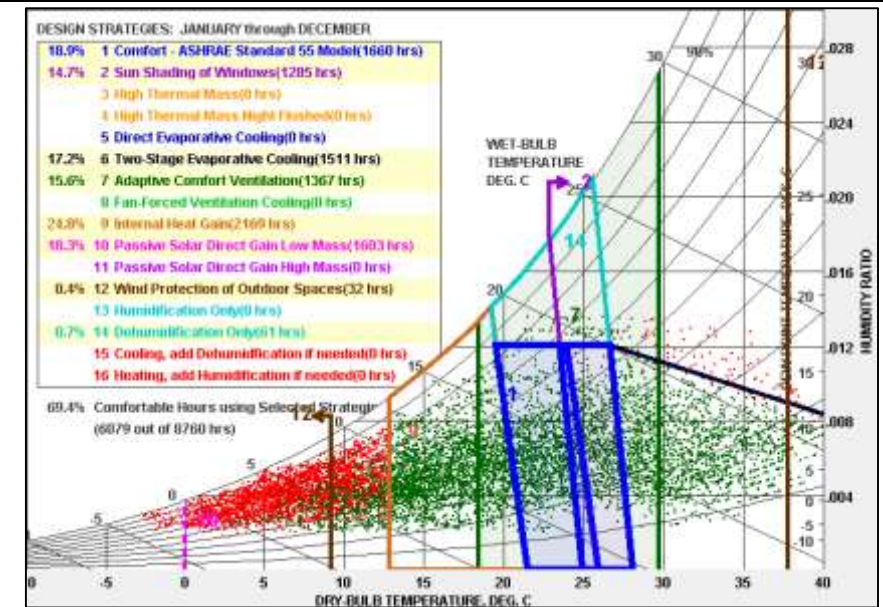 DESIGN STRATEGIES: JANUARY through DECEMBER
18.9% 1 Comfort - ASHRAE Standard 55 Model(1660 hrs)
14.7% 2 Sun Shading of Windows(1285 hrs)
3 High Thermal Mass(0 hrs)
4 High Thermal Mass Night Flushed(0 hrs)
5 Direct Evaporative Cooling(0 hrs)
17.2% 6 Two-Stage Evaporative Cooling(1511 hrs)
15.6% 7 Adaptive Comfort Ventilation(1367 hrs)
8 Fan-Forced Ventilation Cooling(0 hrs)
24.8% 9 Internal Heat Gain(2169 hrs)
18.3% 10 Passive Solar Direct Gain Low Mass(1603 hrs)
11 Passive Solar Direct Gain High Mass(0 hrs)
0.4% 12 Wind Protection of Outdoor Spaces(32 hrs)
13 Humidification Only(0 hrs)
0.7% 14 Dehumidification Only(61 hrs)
15 Cooling, add Dehumidification if needed(0 hrs)
16 Heating, add Humidification if needed(0 hrs)
69.4% Comfortable Hours using Selected Strategie
(6079 out of 8760 hrs)
WET-BULB
TEMPERATURE
DEG. C
30
90%
25
2
14
20
7
15
1
12
0
5
0
-5
.028
.024
.020
.016
.012
.008
.004
25
20
15
5
0
-5
-10
HUMIDITY RATIO
-5 0 5 10 15 20 25 30 35 40
DRY-BULB TEMPERATURE, DEG. C